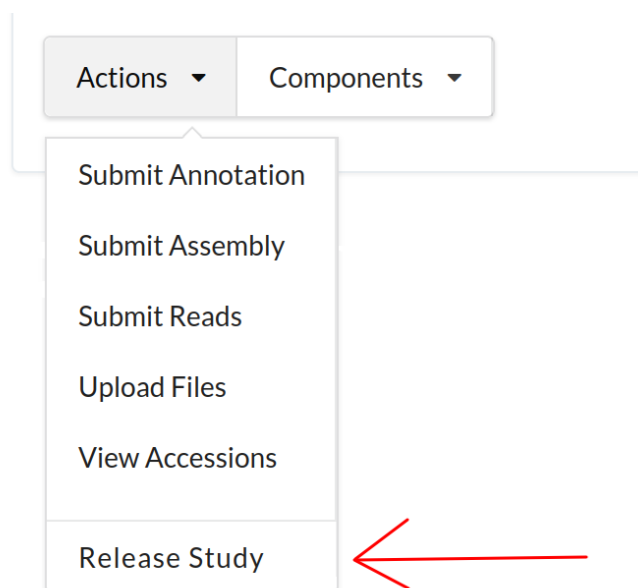 Actions Components
Submit Annotation
Submit Assembly
Submit Reads
Upload Files
View Accessions
Release Study